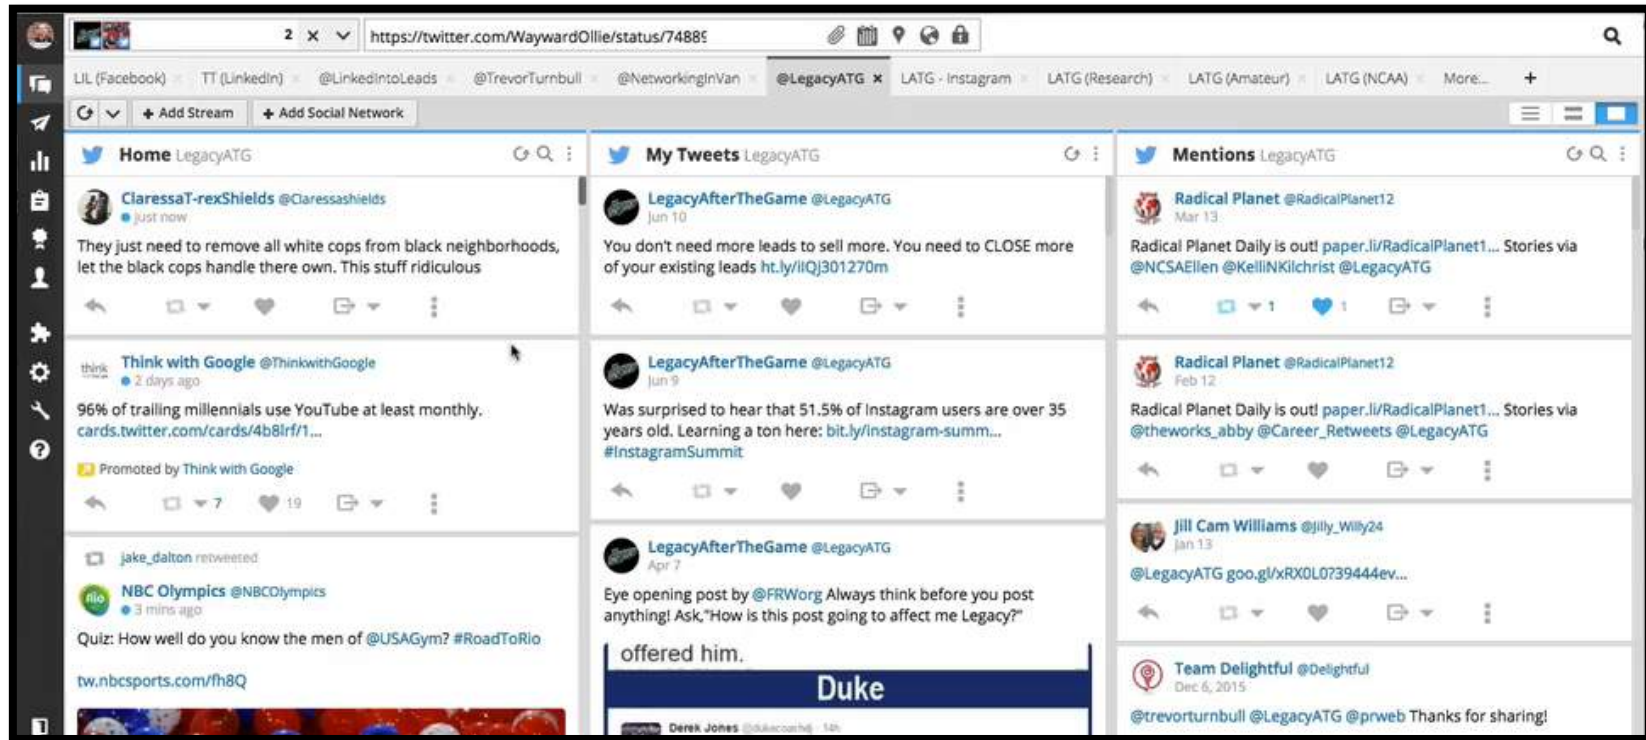 2
https://twitter.com/WaywardOllie/status/7488
LIL (Facebook) TT (LinkedIn) @LinkedIntoLeads @TrevorTurnbull @NetworkingInVan @LegacyATG LATG - Instagram LATG (Research) LATG (Amateur) LATG (NCAA) More...
+ Add Stream + Add Social Network
Home LegacyATG
ClaressaT-rexShields @Claressashields
just now
They just need to remove all white cops from black neighborhoods,
let the black cops handle there own. This stuff ridiculous
think
Think with Google @ThinkwithGoogle
2 days ago
96% of trailing millennials use YouTube at least monthly.
cards.twitter.com/cards/4b8lrf/1...
Promoted by Think with Google
7 19
jake_dalton retweeted
NBC Olympics @NBCOlympics
3 mins ago
Quiz: How well do you know the men of @USAGym? #RoadToRio
tw.nbcsports.com/fh8Q
My Tweets LegacyATG
LegacyAfterTheGame @LegacyATG
Jun 10
You don't need more leads to sell more. You need to CLOSE more
of your existing leads ht.ly/iIQJ301270m
LegacyAfterTheGame @LegacyATG
Jun 9
Was surprised to hear that 51.5% of Instagram users are over 35
years old. Learning a ton here: bit.ly/instagram-summ...
#InstagramSummit
LegacyAfterTheGame @LegacyATG
Apr 7
Eye opening post by @FRWorg Always think before you post
anything! Ask,"How is this post going to affect me Legacy?"
offered him.
Duke
Derek Jones @dukecoachdj · 14h
Mentions LegacyATG
Radical Planet @RadicalPlanet12
Mar 13
Radical Planet Daily is out! paper.li/RadicalPlanet1... Stories via
@NCSAEllen @KelliNKilchrist @LegacyATG
1 1
Radical Planet @RadicalPlanet12
Feb 12
Radical Planet Daily is out! paper.li/RadicalPlanet1... Stories via
@theworks_abby @Career_Retweets @LegacyATG
Jill Cam Williams @Jilly_Willy24
Jan 13
@LegacyATG goo.gl/xRX0L0?39444ev...
Team Delightful @Delightful
Dec 6, 2015
@trevorturnbull @LegacyATG @prweb Thanks for sharing!